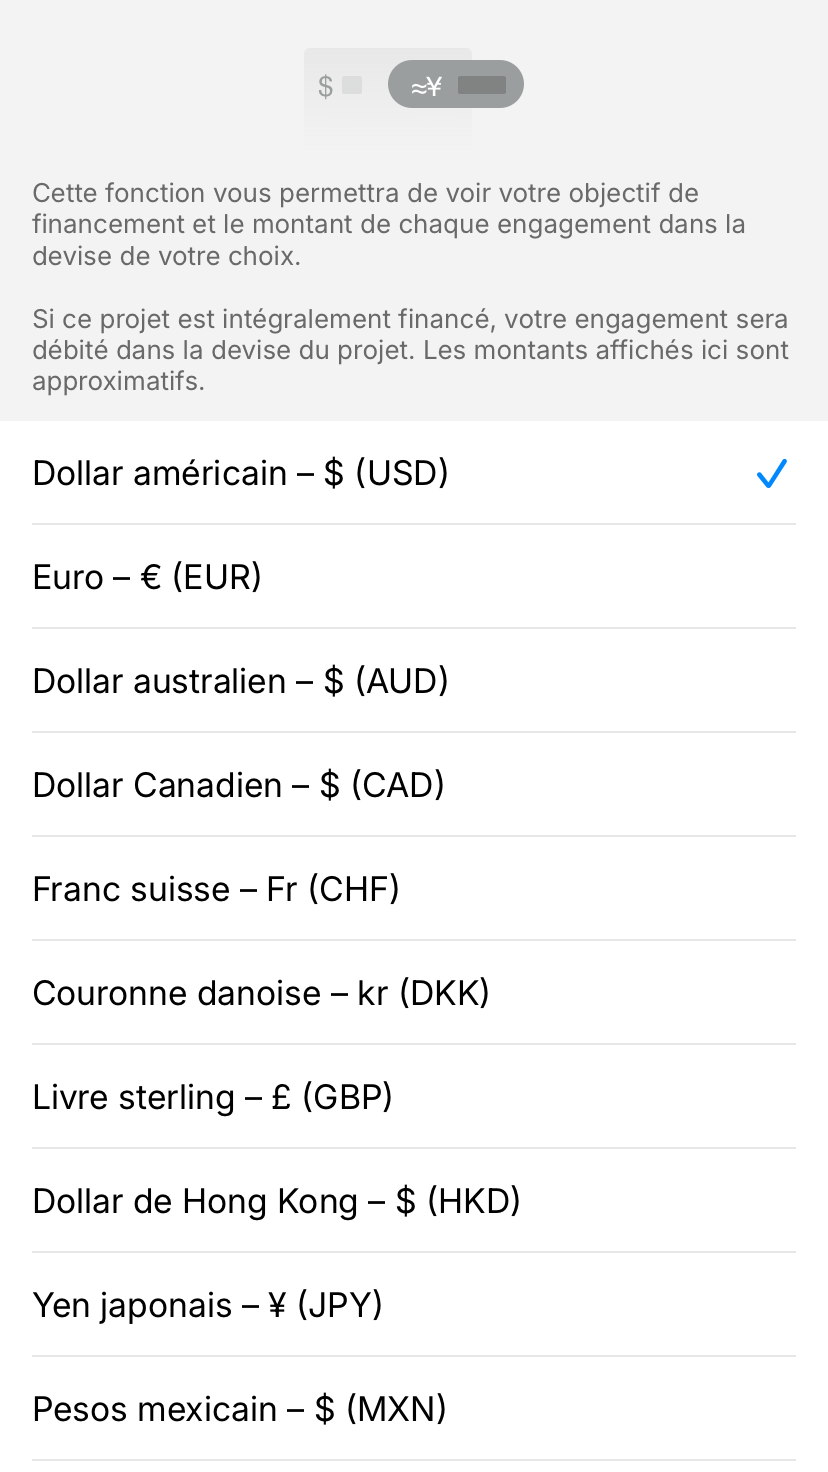 $ ≈¥
Cette fonction vous permettra de voir votre objectif de
financement et le montant de chaque engagement dans la
devise de votre choix.
Si ce projet est intégralement financé, votre engagement sera
débité dans la devise du projet. Les montants affichés ici sont
approximatifs.
Dollar américain – $ (USD)
Euro – € (EUR)
Dollar australien – $ (AUD)
Dollar Canadien – $ (CAD)
Franc suisse – Fr (CHF)
Couronne danoise – kr (DKK)
Livre sterling – £ (GBP)
Dollar de Hong Kong – $ (HKD)
Yen japonais – ¥ (JPY)
Pesos mexicain – $ (MXN)